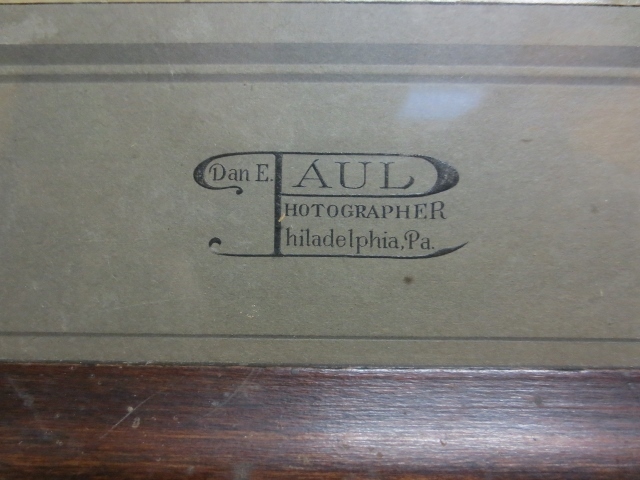 Dan E. PAUL
PHOTOGRAPHER
Philadelphia, Pa.